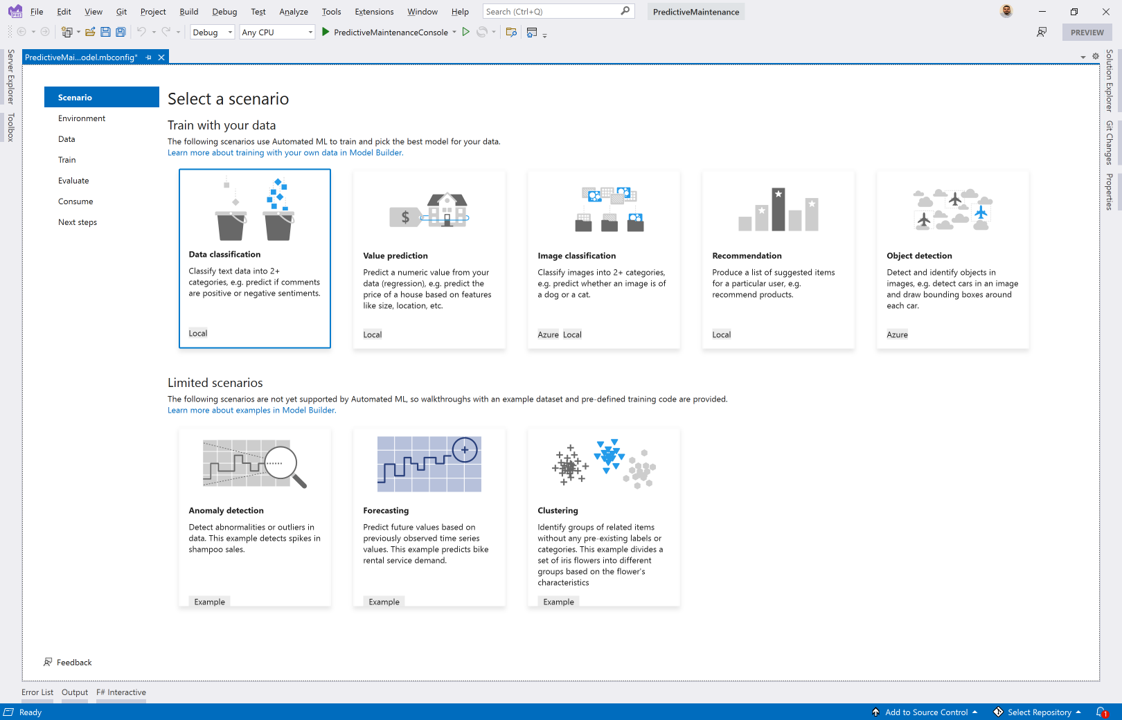 File Edit View Git Project Build Debug Test Analyze Tools Extensions Window Help Search (Ctrl+Q) PredictiveMaintenance
Debug Any CPU PredictiveMaintenanceConsole PREVIEW
PredictiveMai...odel.mbconfig*
Server Explorer
Toolbox
Solution Explorer
Git Changes
Properties
Scenario
Environment
Data
Train
Evaluate
Consume
Next steps
Select a scenario
Train with your data
The following scenarios use Automated ML to train and pick the best model for your data.
Learn more about training with your own data in Model Builder.
Data classification
Classify text data into 2+
categories, e.g. predict if comments
are positive or negative sentiments.
Local
$
Value prediction
Predict a numeric value from your
data (regression), e.g. predict the
price of a house based on features
like size, location, etc.
Local
Image classification
Classify images into 2+ categories,
e.g. predict whether an image is of
a dog or a cat.
Azure Local
Recommendation
Produce a list of suggested items
for a particular user, e.g.
recommend products.
Local
Object detection
Detect and identify objects in
images, e.g. detect cars in an image
and draw bounding boxes around
each car.
Azure
Limited scenarios
The following scenarios are not yet supported by Automated ML, so walkthroughs with an example dataset and pre-defined training code are provided.
Learn more about examples in Model Builder.
Anomaly detection
Detect abnormalities or outliers in
data. This example detects spikes in
shampoo sales.
Example
Forecasting
Predict future values based on
previously observed time series
values. This example predicts bike
rental service demand.
Example
Clustering
Identify groups of related items
without any pre-existing labels or
categories. This example divides a
set of iris flowers into different
groups based on the flower's
characteristics
Example
Feedback
Error List Output F# Interactive
Ready Add to Source Control Select Repository 1